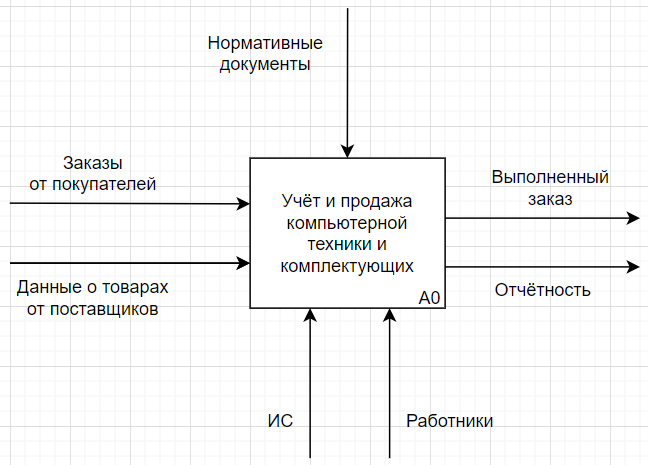 Нормативные
документы
Заказы
от покупателей
Учёт и продажа
компьютерной
техники и
комплектующих
A0
Выполненный
заказ
Данные о товарах
от поставщиков
Отчётность
ИС
Работники